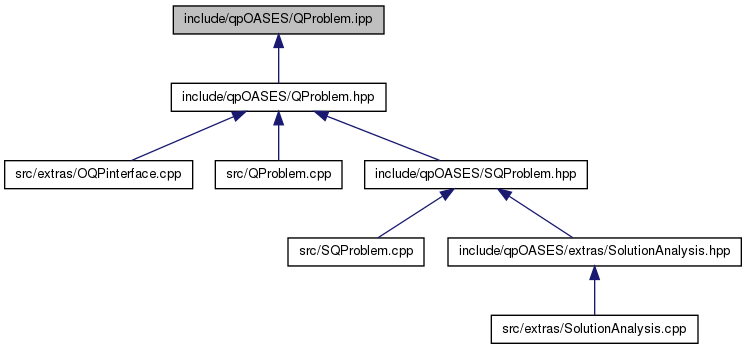 include/qpOASES/QProblem.ipp
include/qpOASES/QProblem.hpp
src/extras/OQPinterface.cpp
src/QProblem.cpp
include/qpOASES/SQProblem.hpp
src/SQProblem.cpp
include/qpOASES/extras/SolutionAnalysis.hpp
src/extras/SolutionAnalysis.cpp